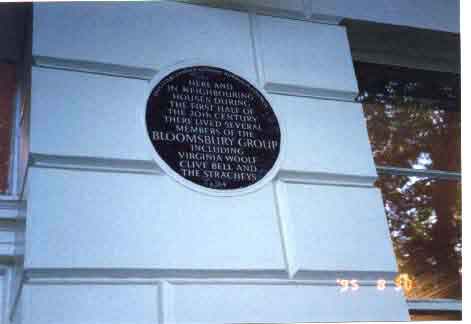 HERE AND
IN NEIGHBOURING
HOUSES DURING
THE FIRST HALF OF
THE 20th CENTURY
THERE LIVED SEVERAL
MEMBERS OF THE
BLOOMSBURY GROUP
INCLUDING
VIRGINIA WOOLF
CLIVE BELL AND
THE STRACHEYS
'95 8 30